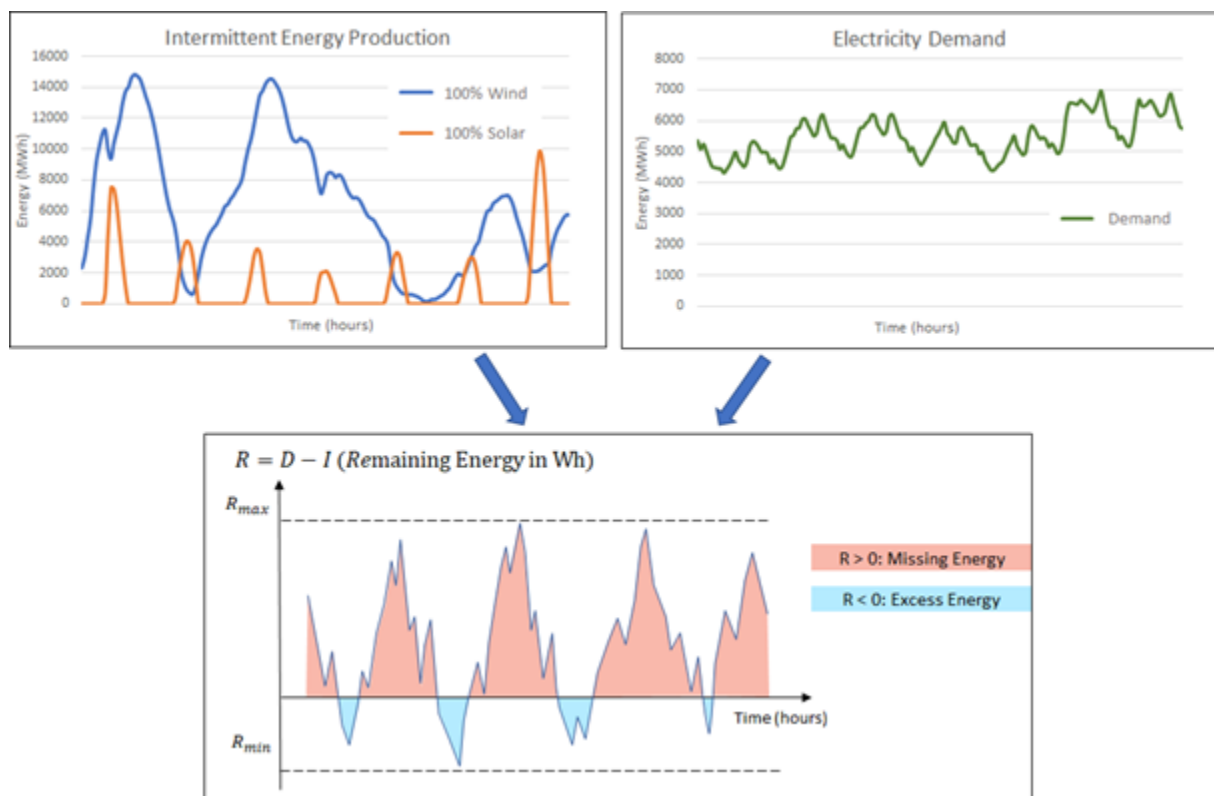 Intermittent Energy Production
16000
14000
12000
10000
8000
6000
4000
2000
0
Energy (MWh)
100% Wind
100% Solar
Time (hours)
Electricity Demand
8000
7000
6000
5000
4000
3000
2000
1000
0
Energy (MWh)
Demand
Time (hours)
R = D − I (Remaining Energy in Wh)
Rmax
R > 0: Missing Energy
R < 0: Excess Energy
Time (hours)
Rmin